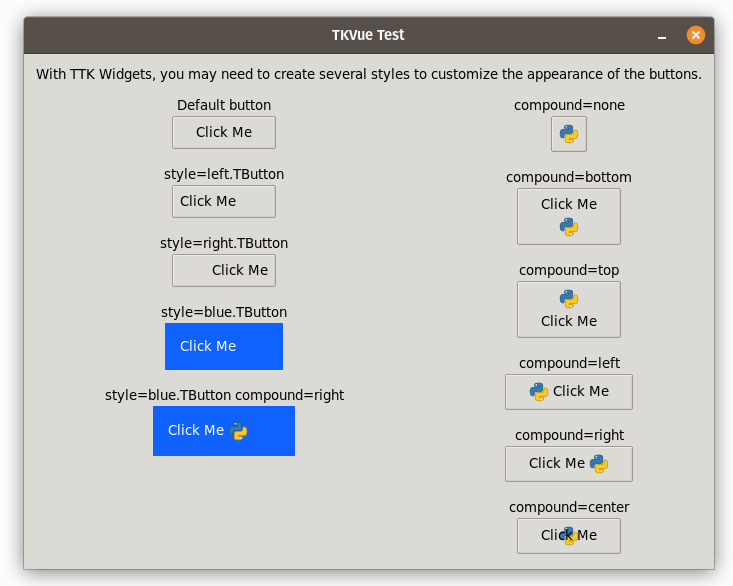 TKVue Test
With TTK Widgets, you may need to create several styles to customize the appearance of the buttons.
Default button
Click Me
style=left.TButton
Click Me
style=right.TButton
Click Me
style=blue.TButton
Click Me
style=blue.TButton compound=right
Click Me
compound=none
compound=bottom
Click Me
compound=top
Click Me
compound=left
Click Me
compound=right
Click Me
compound=center
Click Me